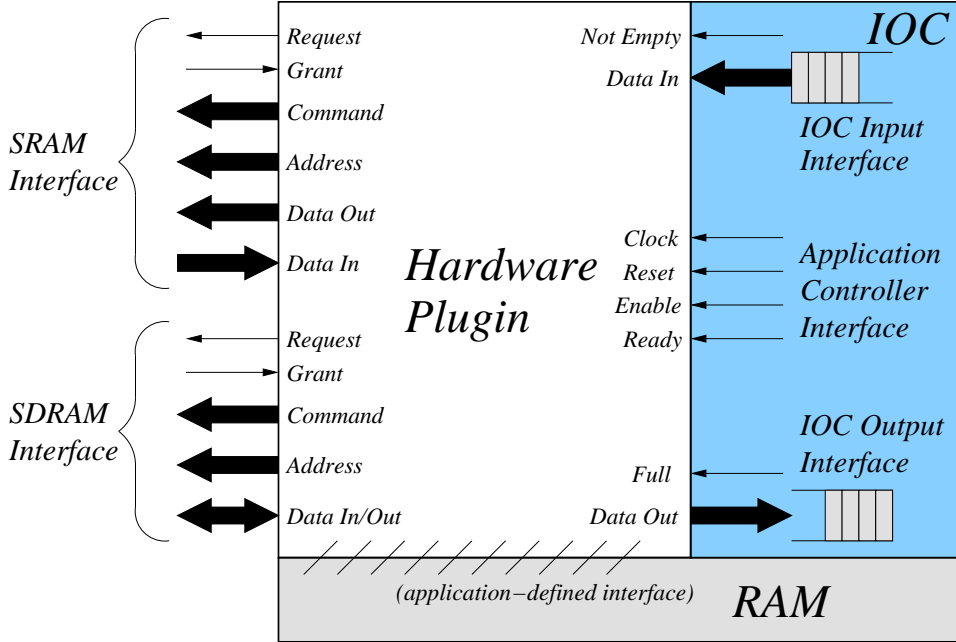 SRAM
Interface
Request
Grant
Command
Address
Data Out
Data In
SDRAM
Interface
Request
Grant
Command
Address
Data In/Out
Hardware
Plugin
Not Empty
Data In
Clock
Reset
Enable
Ready
Full
Data Out
IOC
IOC Input
Interface
Application
Controller
Interface
IOC Output
Interface
(application−defined interface)
RAM